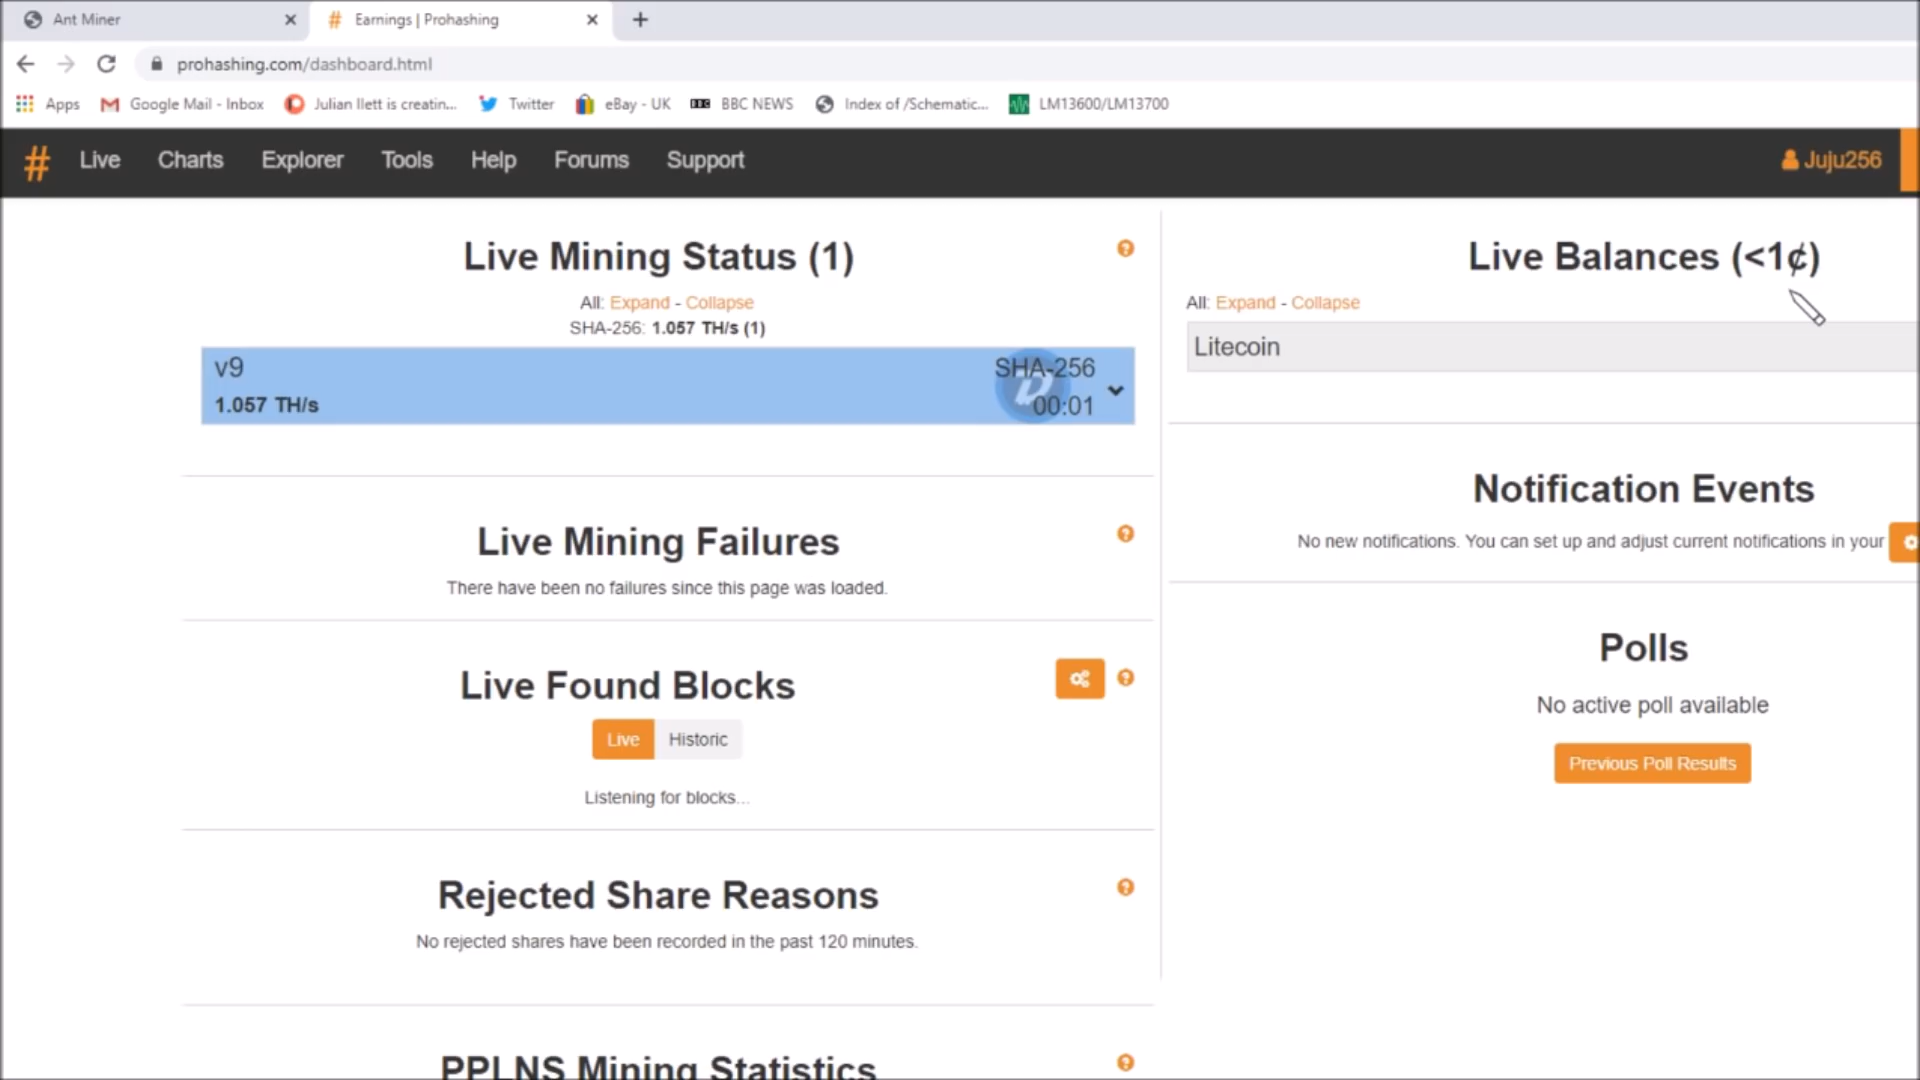 Ant Miner
Earnings | Prohashing
prohashing.com/dashboard.html
Apps
Google Mail - Inbox
Julian Ilett is creatin...
Twitter
eBay - UK
BBC NEWS
Index of /Schematic...
LM13600/LM13700
# Live Charts Explorer Tools Help Forums Support
Juju256
Live Mining Status (1)
All: Expand - Collapse
SHA-256: 1.057 TH/s (1)
v9
SHA-256
1.057 TH/s
00:01
Live Mining Failures
There have been no failures since this page was loaded.
Live Found Blocks
Live Historic
Listening for blocks...
Rejected Share Reasons
No rejected shares have been recorded in the past 120 minutes.
PPLNS Mining Statistics
Live Balances (<1¢)
All: Expand - Collapse
Litecoin
Notification Events
No new notifications. You can set up and adjust current notifications in your
Polls
No active poll available
Previous Poll Results